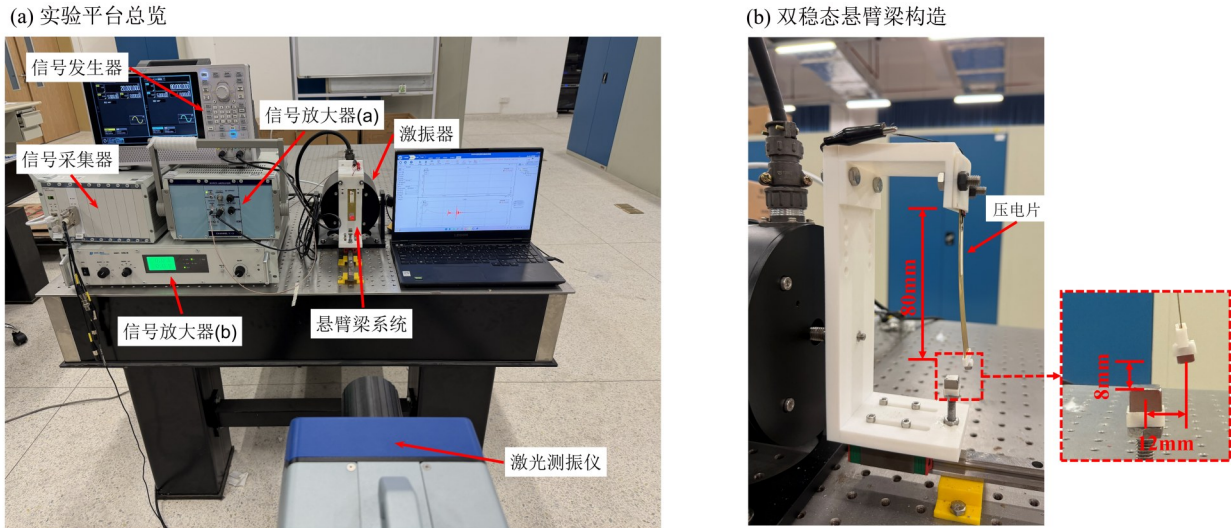 (a) 实验平台总览
(b) 双稳态悬臂梁构造
信号发生器
信号放大器(a)
激振器
信号采集器
信号放大器(b)
悬臂梁系统
激光测振仪
压电片
80mm
8mm
12mm